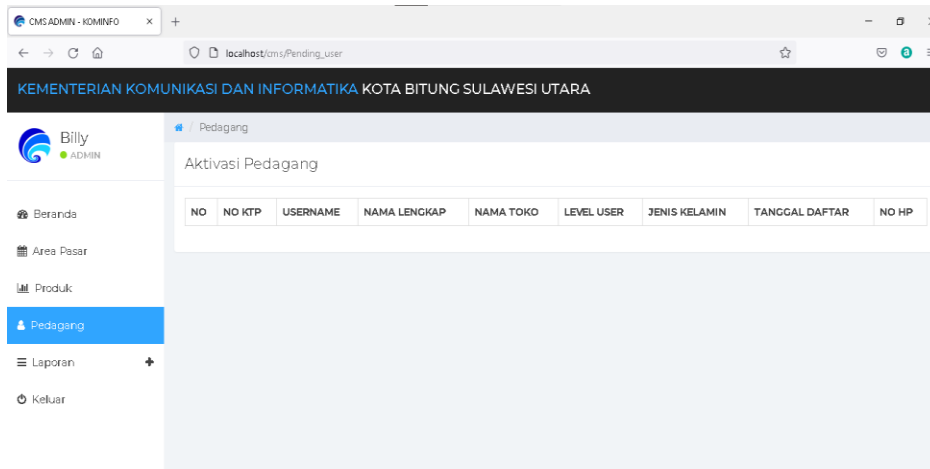 CMS ADMIN - KOMINFO
localhost/cms/Pending_user
KEMENTERIAN KOMUNIKASI DAN INFORMATIKA KOTA BITUNG SULAWESI UTARA
Billy
ADMIN
/ Pedagang
Aktivasi Pedagang
NO NO KTP USERNAME NAMA LENGKAP NAMA TOKO LEVEL USER JENIS KELAMIN TANGGAL DAFTAR NO HP
Beranda
Area Pasar
Produk
Pedagang
Laporan
Keluar